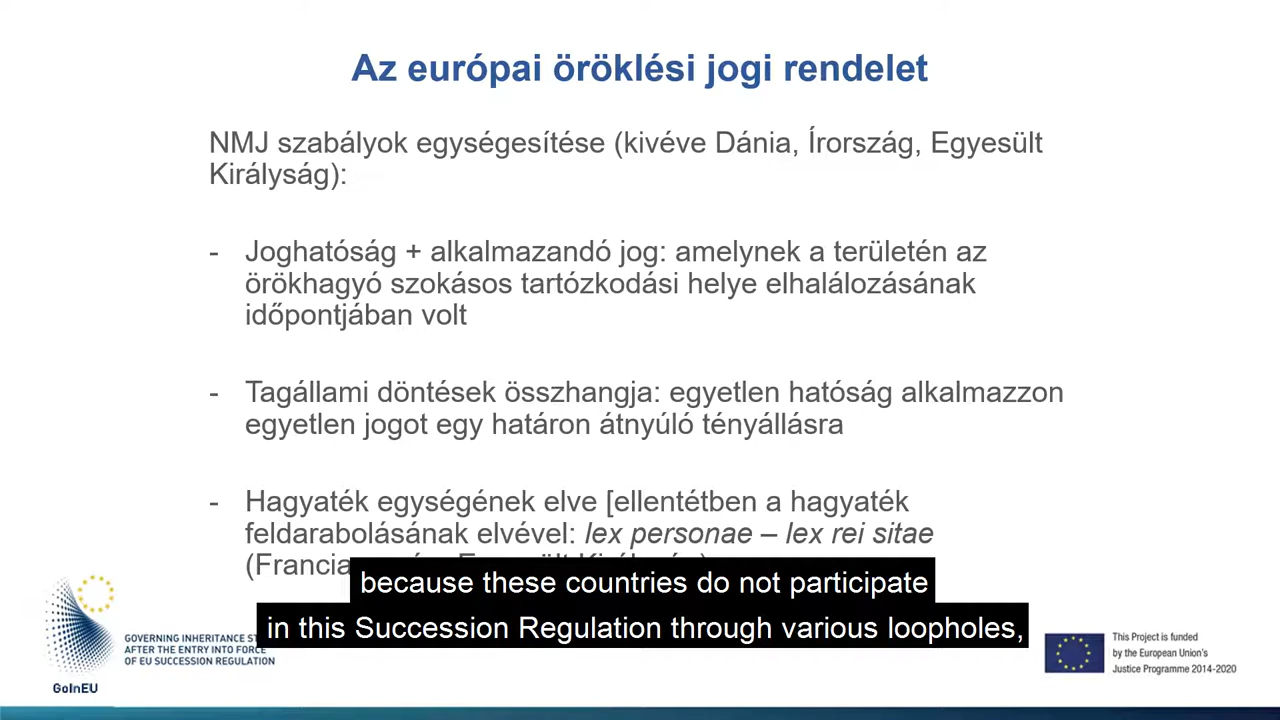 Az európai öröklési jogi rendelet
NMJ szabályok egységesítése (kivéve Dánia, Írország, Egyesült
Királyság):
- Joghatóság + alkalmazandó jog: amelynek a területén az
örökhagyó szokásos tartózkodási helye elhalálozásának
időpontjában volt
- Tagállami döntések összhangja: egyetlen hatóság alkalmazzon
egyetlen jogot egy határon átnyúló tényállásra
- Hagyaték egységének elve [ellentétben a hagyaték
feldarabolásának elvével: lex personae – lex rei sitae
because these countries do not participate
in this Succession Regulation through various loopholes,
GOVERNING INHERITANCE
AFTER THE ENTRY INTO FORCE
OF EU SUCCESSION REGULATION
GoInEU
This Project is funded
by the European Union's
Justice Programme 2014-2020